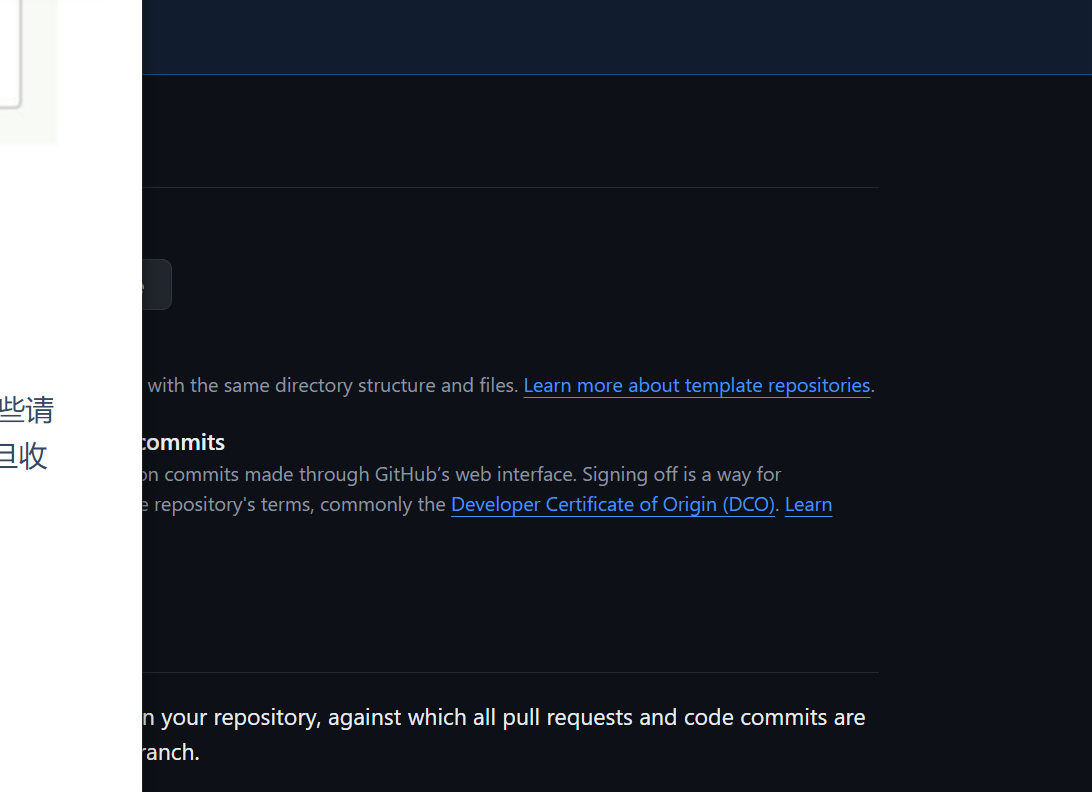 with the same directory structure and files. Learn more about template repositories.
些请
commits
但收
on commits made through GitHub’s web interface. Signing off is a way for
repository's terms, commonly the Developer Certificate of Origin (DCO). Learn
your repository, against which all pull requests and code commits are